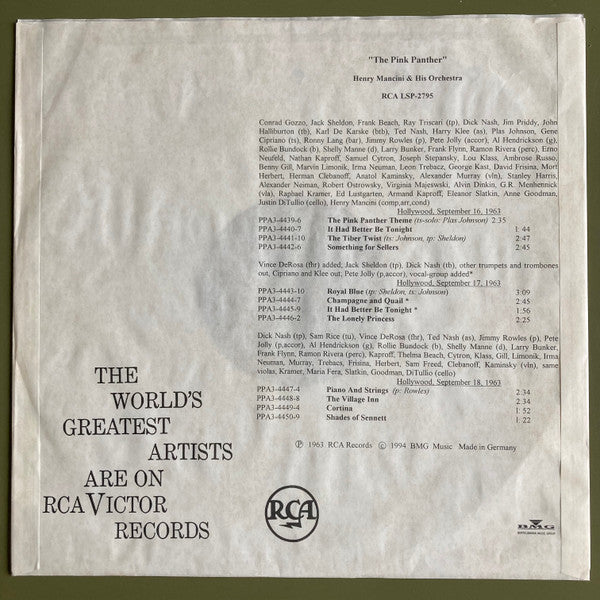 "The Pink Panther"
Henry Mancini & His Orchestra
RCA LSP-2795
Conrad Gozzo, Jack Sheldon, Frank Beach, Ray Triscari (tp), Dick Nash, Jim Priddy, John
Halliburton (tb), Karl De Karske (btb), Ted Nash, Harry Klee (as), Plas Johnson, Gene
Cipriano (ts), Ronny Lang (bar), Jimmy Rowles (p), Pete Jolly (accor), Al Hendrickson (g),
Rollie Bundock (b), Shelly Manne (d), Larry Bunker, Frank Flynn, Ramon Rivera (perc), Erno
Neufeld, Nathan Kaproff, Samuel Cytron, Joseph Stepansky, Lou Klass, Ambrose Russo,
Benny Gill, Marvin Limonik, Irma Neuman, Leon Trebacz, George Kast, David Frisina, Morf
Herbert, Herman Clebanoff, Anatol Kaminsky, Alexander Murray (vln), Stanley Harris,
Alexander Neiman, Robert Ostrowsky, Virginia Majewski, Alvin Dinkin, G.R. Menhennick
(vla), Raphael Kramer, Ed Lustgarten, Armand Kaproff, Eleanor Slatkin, Anne Goodman,
Justin DiTullio (cello), Henry Mancini (comp,arr,cond)
Hollywood, September 16, 1963
PPA3-4439-6 The Pink Panther Theme (ts-solo: Plas Johnson) 2:35
PPA3-4440-7 It Had Better Be Tonight 1:44
PPA3-4441-10 The Tiber Twist (ts: Johnson, tp: Sheldon) 2:47
PPA3-4442-6 Something for Sellers 2:45
Vince DeRosa (fhr) added; Jack Sheldon (tp), Dick Nash (tb), other trumpets and trombones
out, Cipriano and Klee out, Pete Jolly (p,accor), vocal-group added*
Hollywood, September 17, 1963
PPA3-4443-10 Royal Blue (tp: Sheldon, ts: Johnson) 3:09
PPA3-4444-7 Champagne and Quail * 2:45
PPA3-4445-9 It Had Better Be Tonight * 1:56
PPA3-4446-2 The Lonely Princess 2:25
Dick Nash (tp), Sam Rice (tu), Vince DeRosa (fhr), Ted Nash (as), Jimmy Rowles (p), Pete
Jolly (p,accor), Al Hendrickson (g), Rollie Bundock (b), Shelly Manne (d), Larry Bunker,
Frank Flynn, Ramon Rivera (perc), Kaproff, Thelma Beach, Cytron, Klass, Gill, Limonik, Irma
Neuman, Murray, Trebacs, Frisina, Herbert, Sam Freed, Clebanoff, Kaminsky (vln), same
violas, Kramer, Maria Fera, Slatkin, Goodman, DiTullio (cello)
Hollywood, September 18, 1963
PPA3-4447-4 Piano And Strings (p: Rowles) 2:34
PPA3-4448-8 The Village Inn 2:34
PPA3-4449-4 Cortina 1:52
PPA3-4450-9 Shades of Sennett 1:22
Ⓟ 1963 RCA Records © 1994 BMG Music Made in Germany
THE
WORLD'S
GREATEST
ARTISTS
ARE ON
RCA VICTOR
RECORDS
RCA
BMG
BERTELSMANN MUSIC GROUP